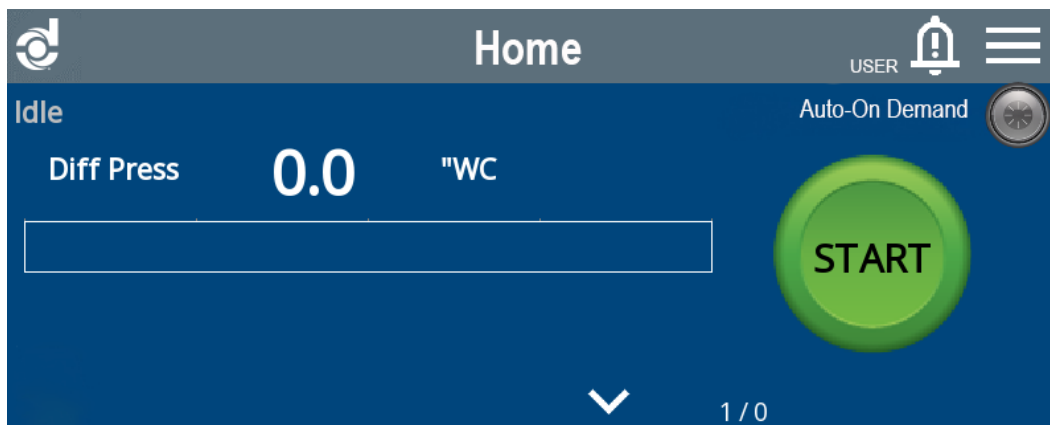 Home
USER
Idle
Auto-On Demand
Diff Press 0.0 "WC
START
1 / 0